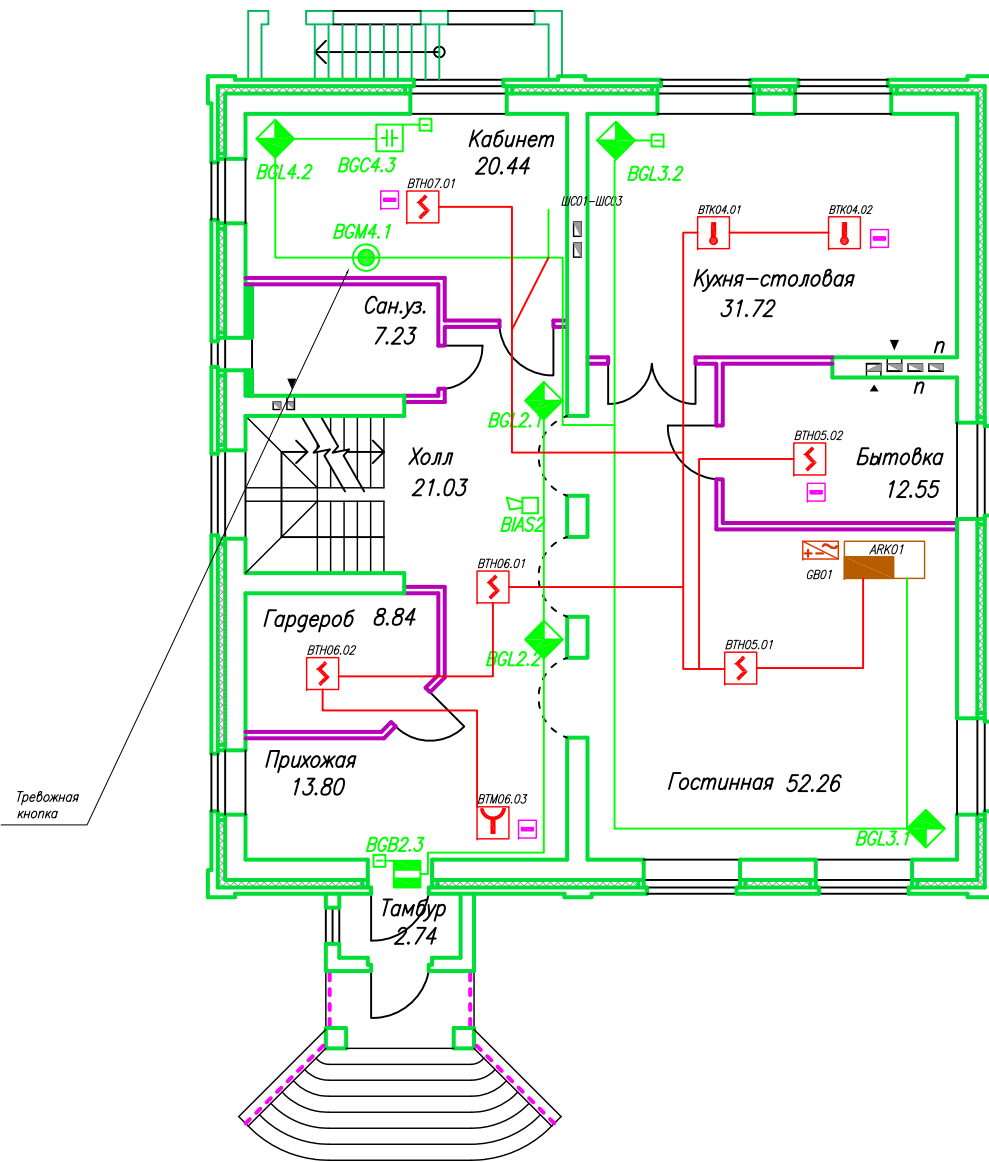 Кабинет
20.44
BGL4.2
BGC4.3
BTH07.01
BGM4.1
ШС01-ШС03
BGL3.2
BTK04.01
BTK04.02
Кухня-столовая
31.72
Сан.уз.
7.23
п
п
BGL2.1
Холл
21.03
BIAS2
BTH05.02
Бытовка
12.55
ARK01
GB01
BTH06.01
Гардероб 8.84
BTH06.02
BGL2.2
BTH05.01
Прихожая
13.80
Гостинная 52.26
Тревожная
кнопка
BTM06.03
BGB2.3
BGL3.1
Тамбур
2.74